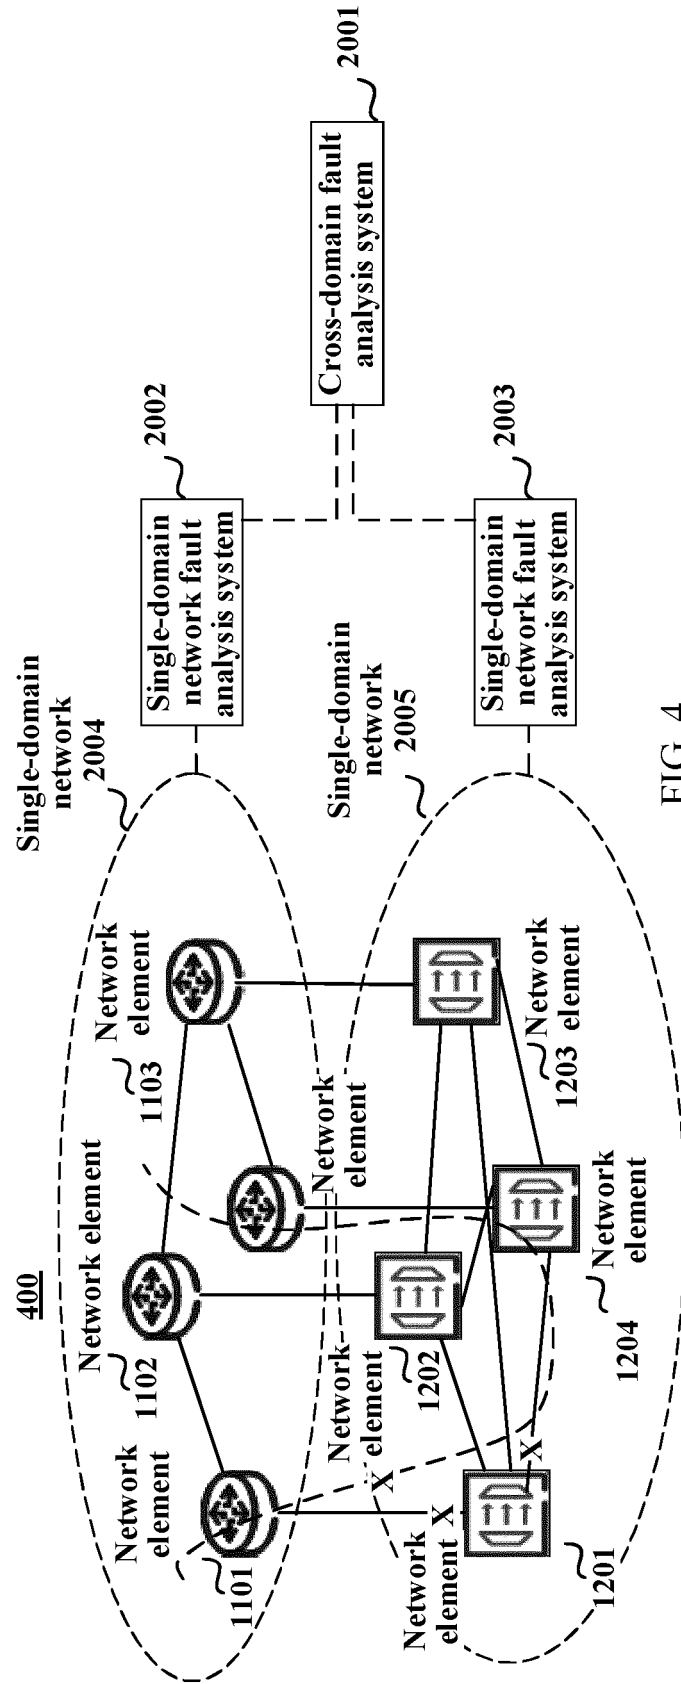 400
Single-domain
network
2004
Network element
1102
Network
element
1103
Network
element
1101
Network
element
Single-domain
network fault
analysis system
2002
Cross-domain fault
analysis system
2001
Single-domain
network
2005
Single-domain
network fault
analysis system
2003
Network
element
1202
X
X
X
Network
element
1201
Network
element
1203
Network
element
1204
FIG. 4